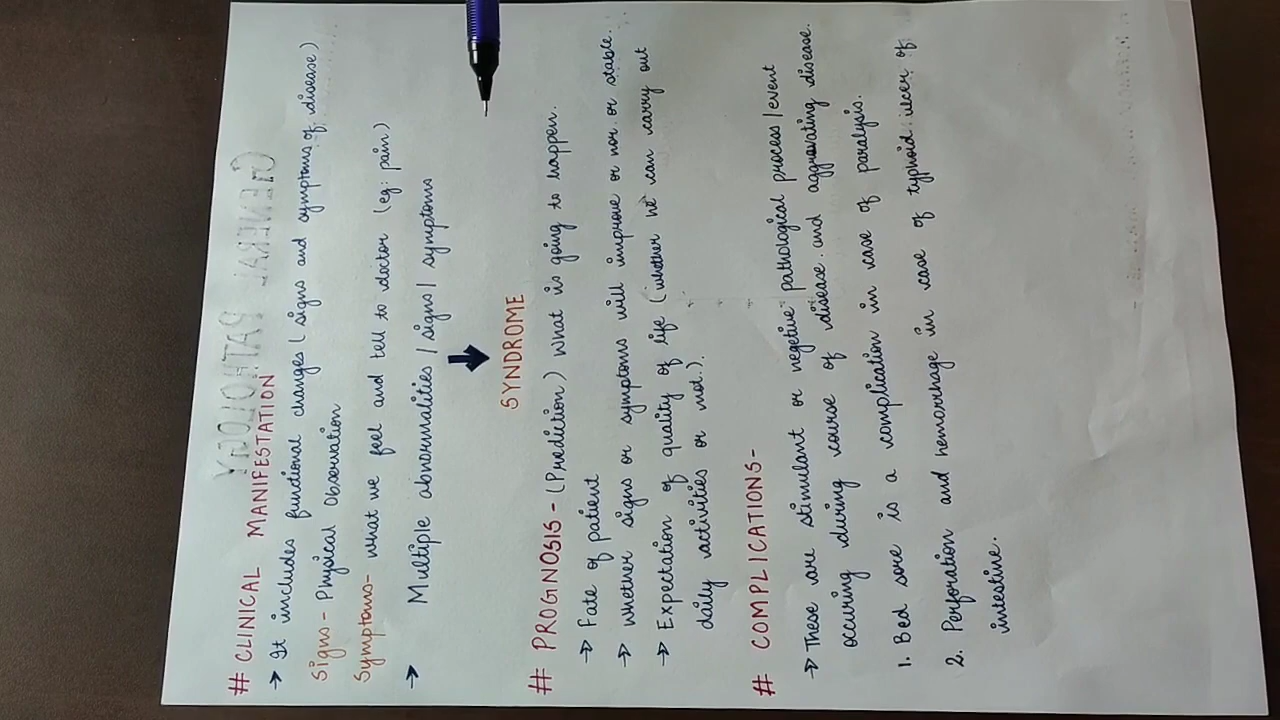 # CLINICAL MANIFESTATION
→ It includes functional changes ( signs and symptoms of disease )
Signs - Physical Observation
Symptoms - what we feel and tell to doctor (eg: pain)
→ Multiple abnormalities / signs / symptoms
SYNDROME
# PROGNOSIS - (Prediction) What is going to happen.
→ Fate of patient
→ whether signs or symptoms will improve or nor or stable.
→ Expectation of quality of life (whether he can carry out
daily activities or not.).
# COMPLICATIONS -
→ These are stimulant or negetive pathological process / event
occuring during course of disease and aggravating disease.
1. Bed sore is a complication in case of paralysis.
2. Perforation and hemorrhage in case of typhoid ulcer of
intestine.
GENERAL PATHOLOGY